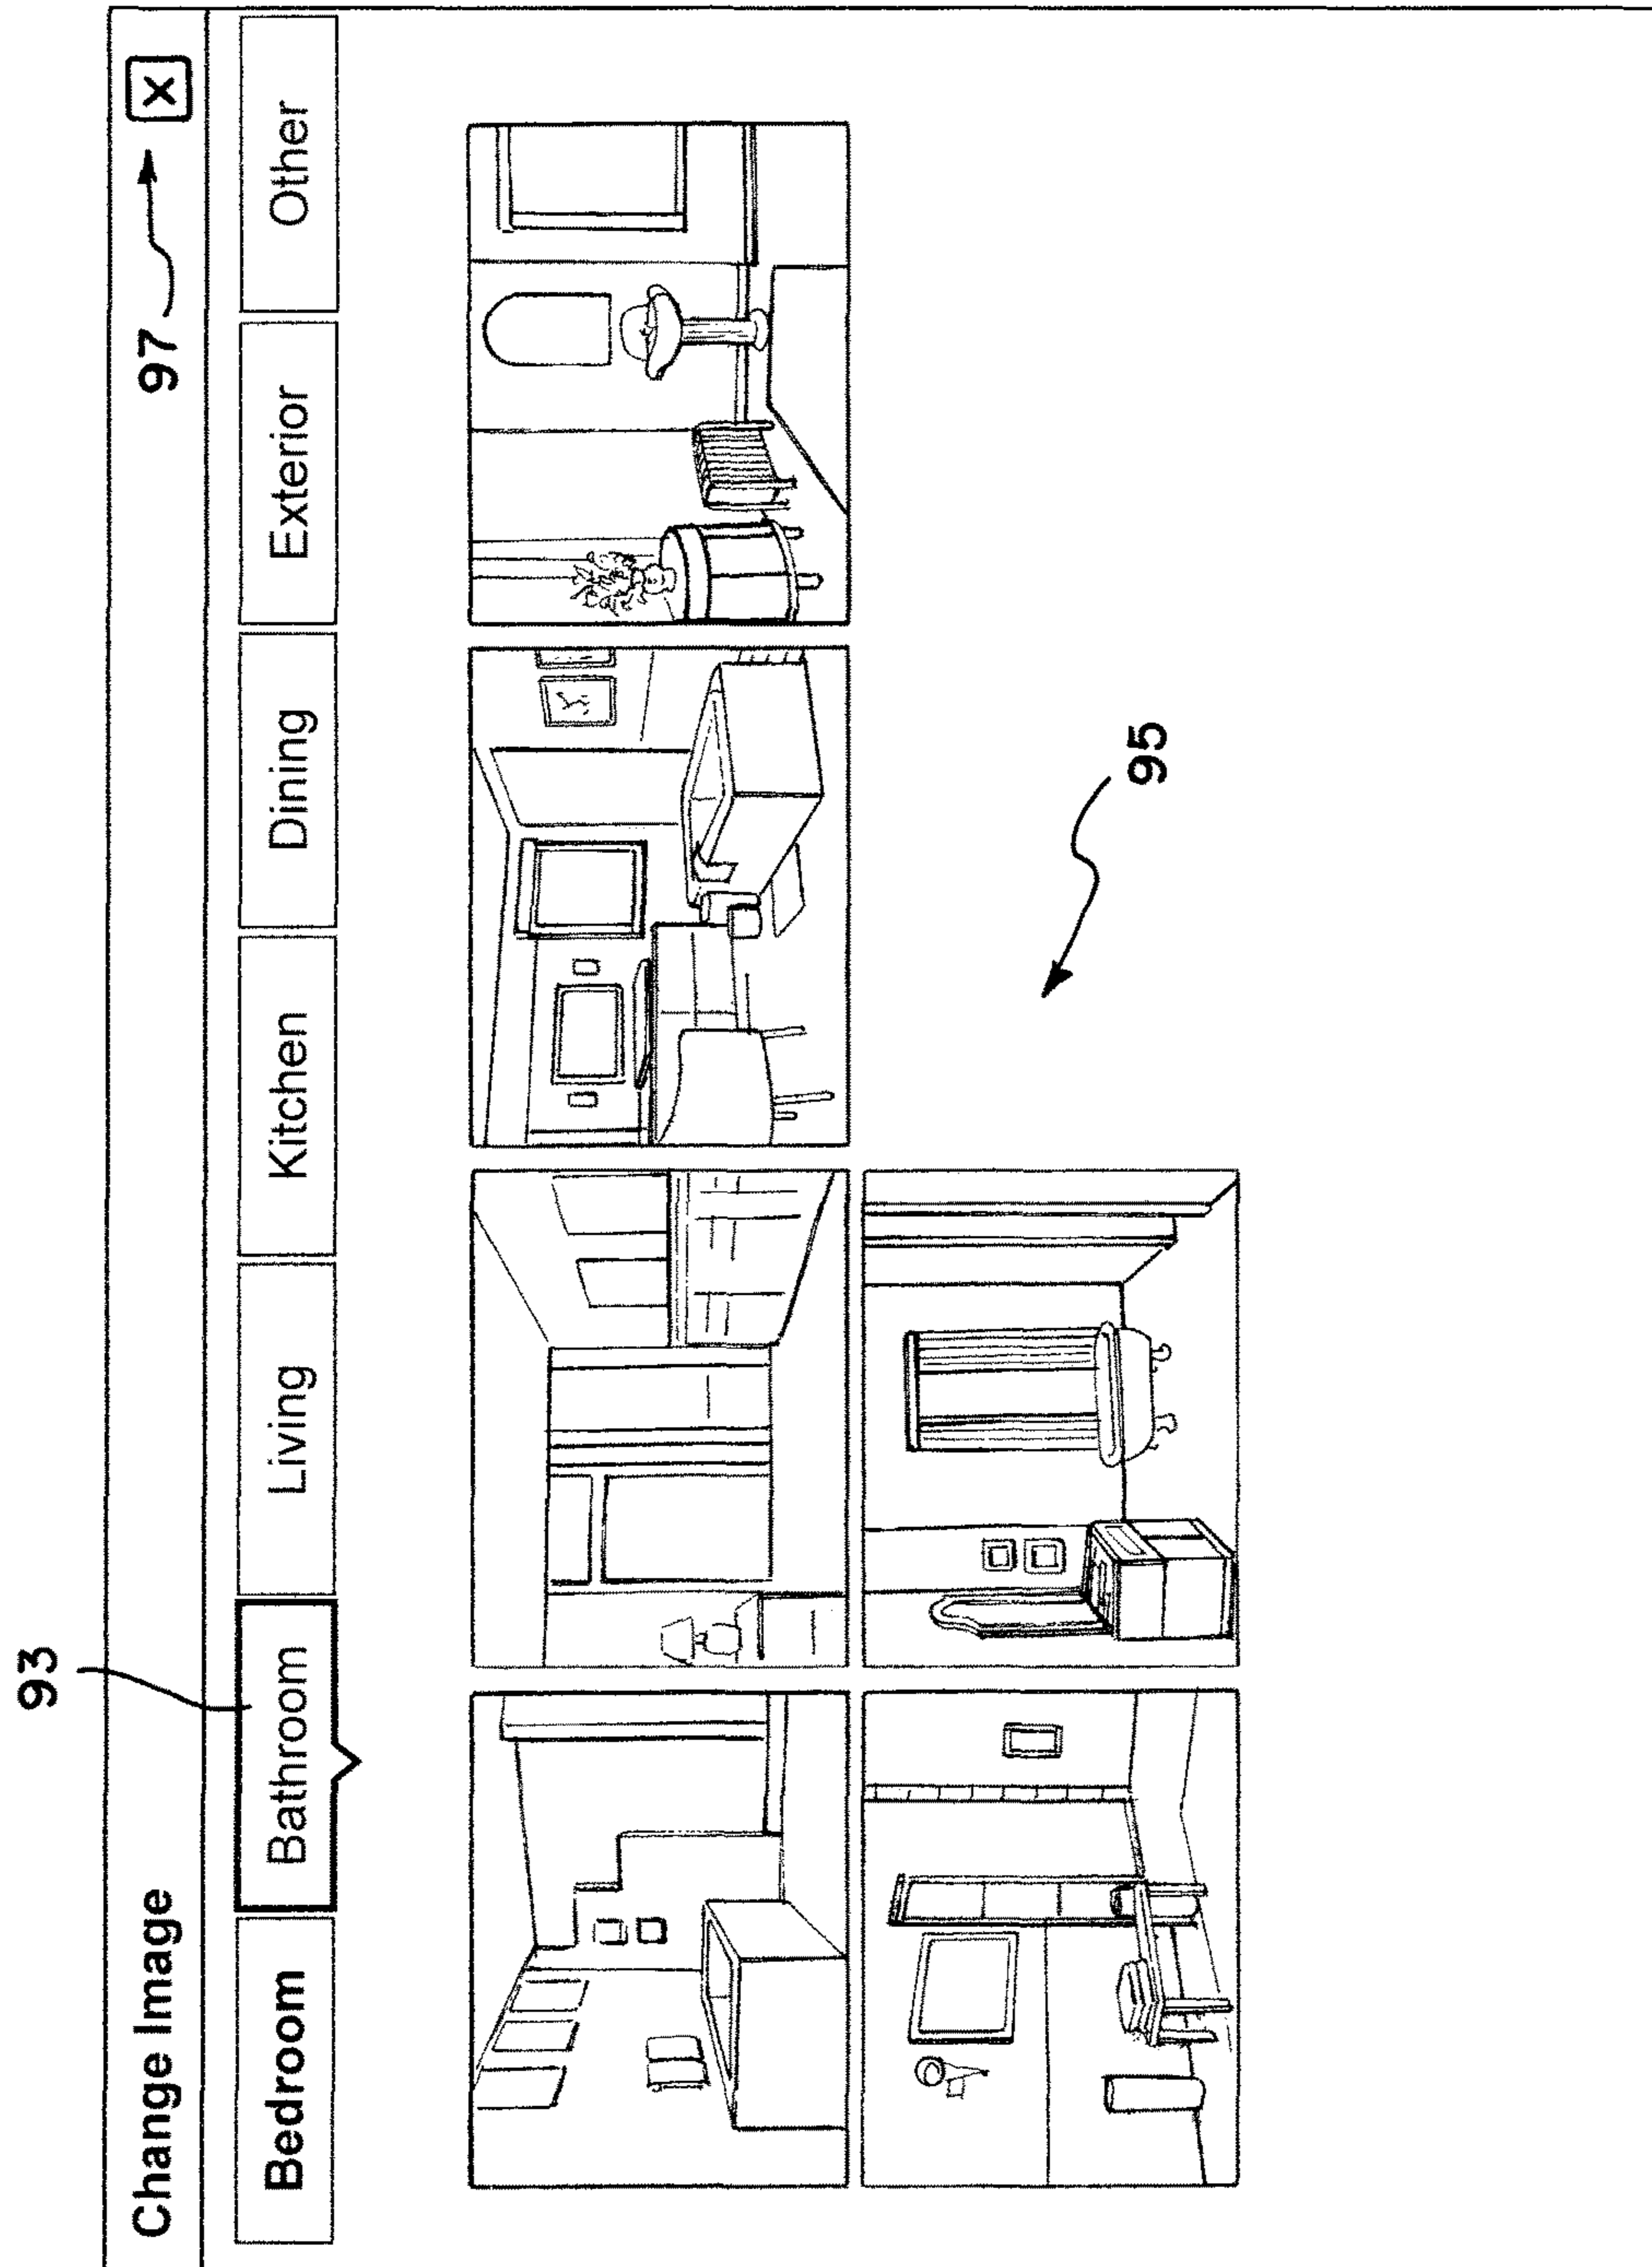 93
Change Image
97
X
Bedroom
Bathroom
Living
Kitchen
Dining
Exterior
Other
95